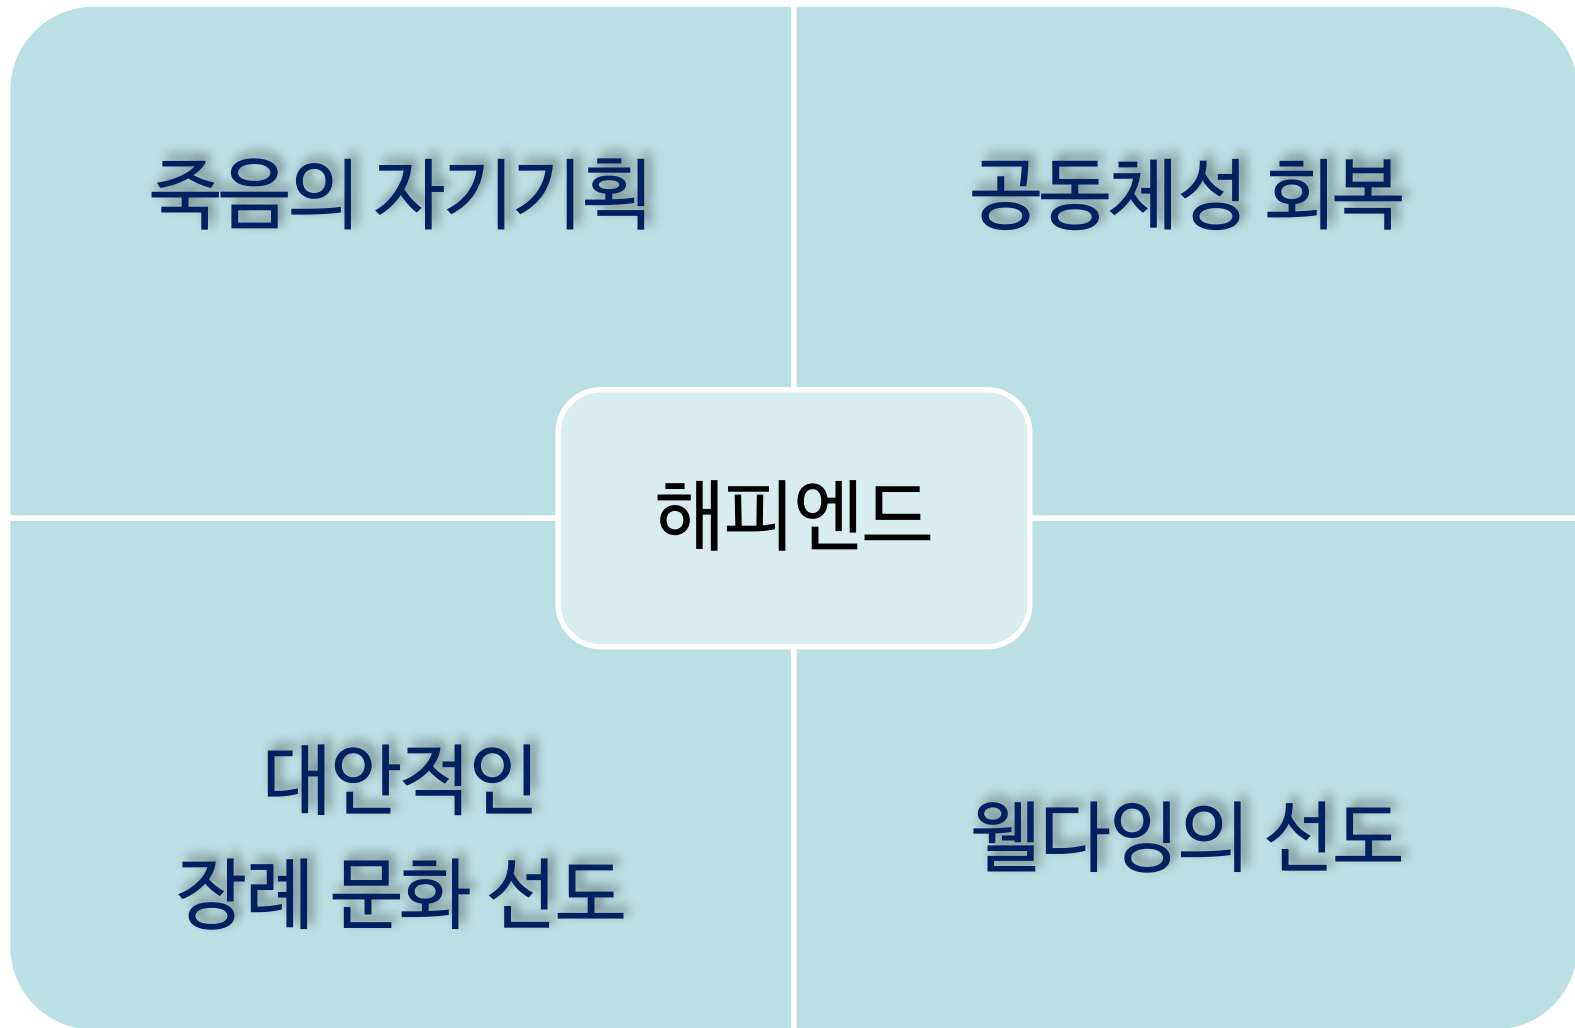 죽음의 자기기획
공동체성 회복
해피엔드
대안적인
장례 문화 선도
웰다잉의 선도